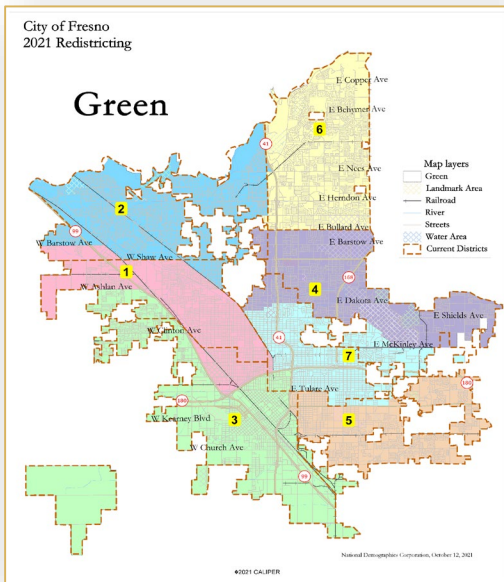 City of Fresno
2021 Redistricting
Green
E Copper Ave
E Behymer Ave
6
41
E Nees Ave
Map layers
Green
Landmark Area
Railroad
River
Streets
Water Area
Current Districts
E Herndon Ave
2
E Bullard Ave
99
W Barstow Ave
E Barstow Ave
W Shaw Ave
1
168
W Ashlan Ave
4
E Dakota Ave
E Shields Ave
W Clinton Ave
41
E McKinley Ave
7
180
E Tulare Ave
180
3
5
W Kearney Blvd
W Church Ave
99
National Demographics Corporation, October 12, 2021
©2021 CALIPER